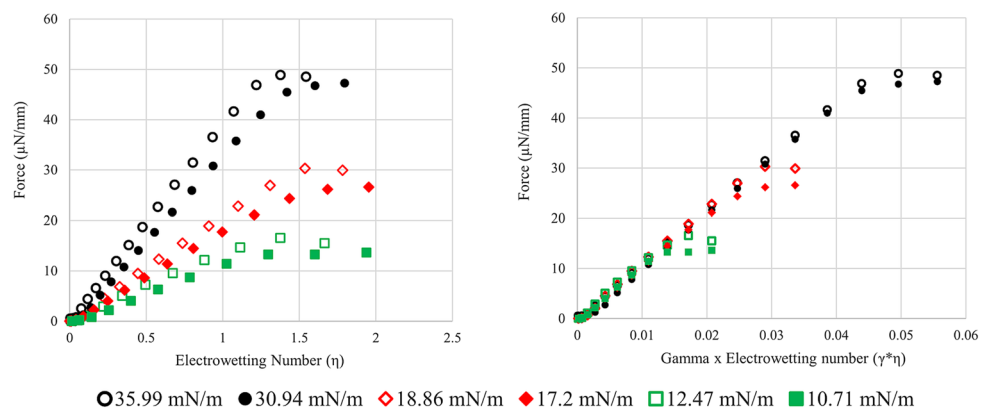 60
50
40
30
20
10
0
Force (µN/mm)
0 0.5 1 1.5 2 2.5
Electrowetting Number (η)
60
50
40
30
20
10
0
Force (µN/mm)
0 0.01 0.02 0.03 0.04 0.05 0.06
Gamma x Electrowetting number (γ*η)
35.99 mN/m 30.94 mN/m 18.86 mN/m 17.2 mN/m 12.47 mN/m 10.71 mN/m